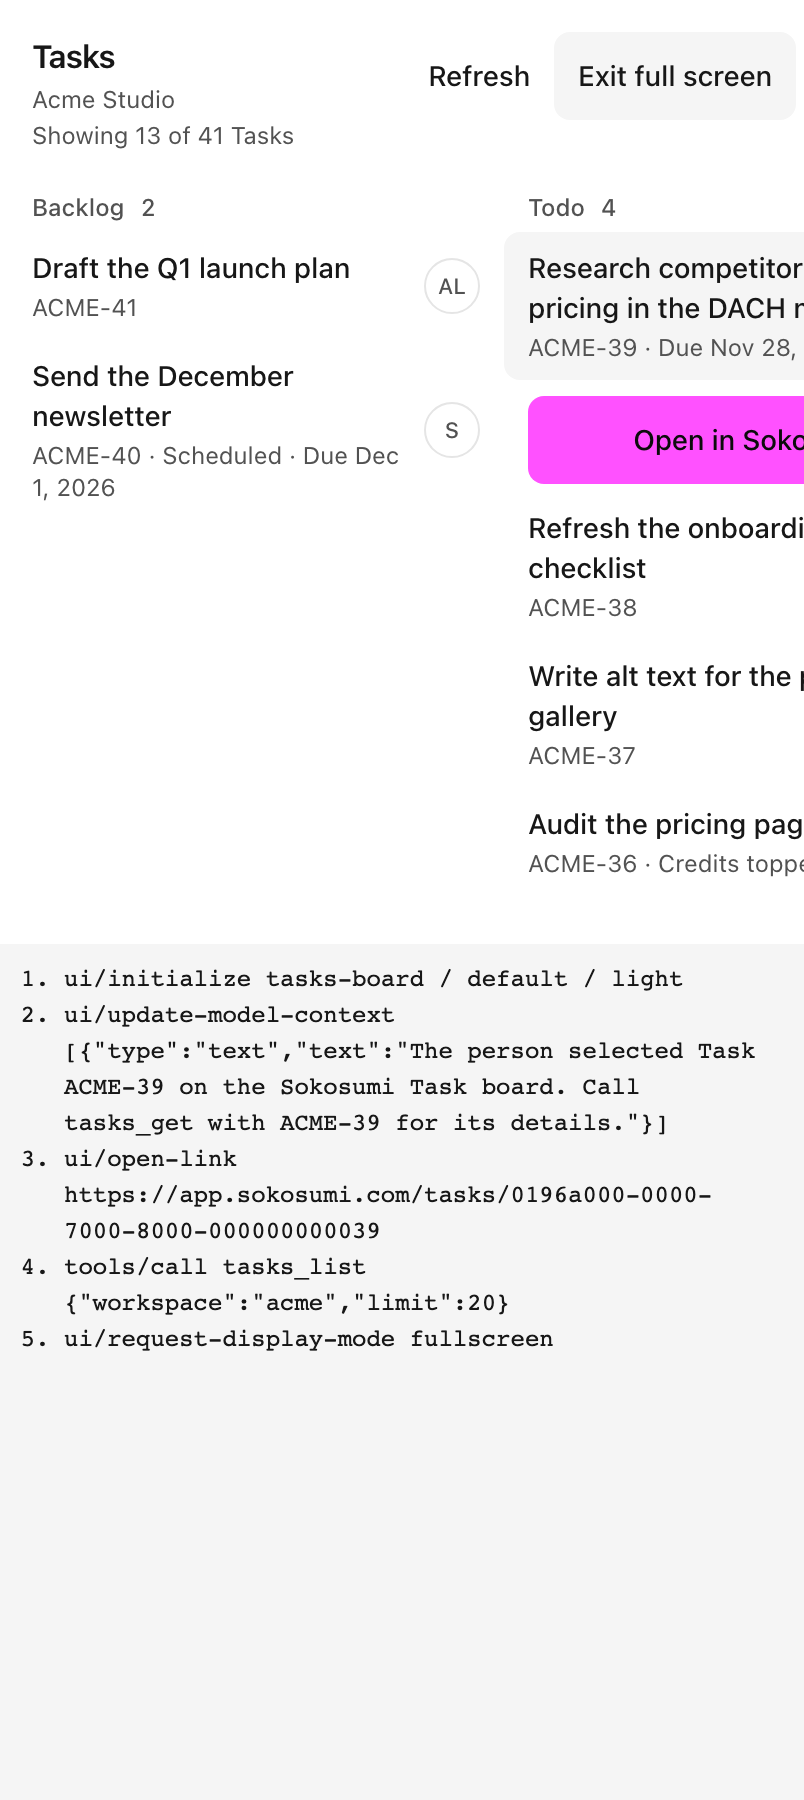 Tasks
Refresh
Exit full screen
Acme Studio
Showing 13 of 41 Tasks
Backlog 2
Draft the Q1 launch plan
ACME-41
AL
Send the December
newsletter
ACME-40 · Scheduled · Due Dec
1, 2026
S
Todo 4
Research competitor
pricing in the DACH
ACME-39 · Due Nov 28,
Open in
Refresh the
checklist
ACME-38
Write alt text for the
gallery
ACME-37
Audit the pricing
ACME-36 · Credits
1. ui/initialize tasks-board / default / light
2. ui/update-model-context
[{"type":"text","text":"The person selected Task
ACME-39 on the Sokosumi Task board. Call
tasks_get with ACME-39 for its details."}]
3. ui/open-link
https://app.sokosumi.com/tasks/0196a000-0000-
7000-8000-000000000039
4. tools/call tasks_list
{"workspace":"acme","limit":20}
5. ui/request-display-mode fullscreen